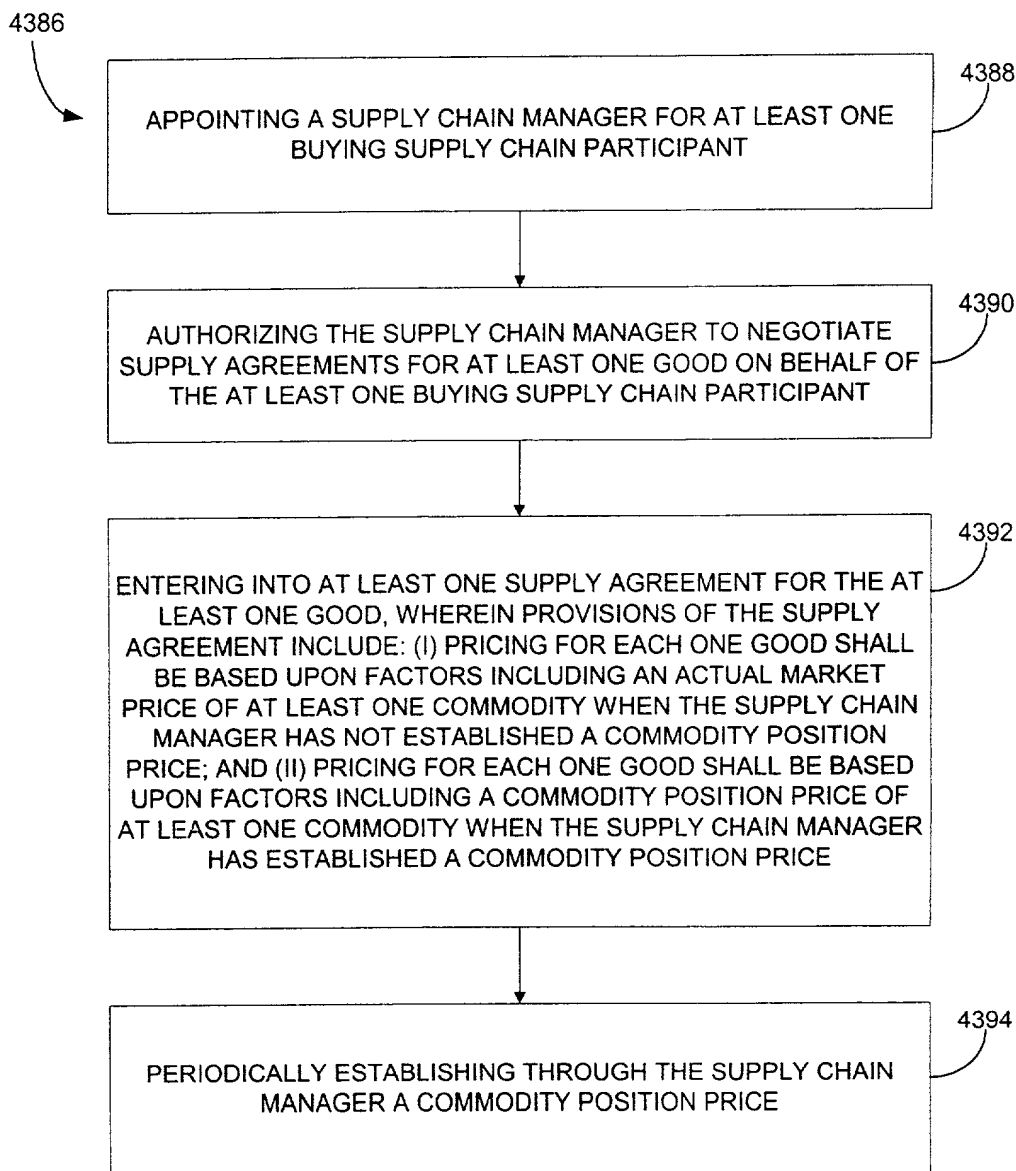 4386
4388
APPOINTING A SUPPLY CHAIN MANAGER FOR AT LEAST ONE
BUYING SUPPLY CHAIN PARTICIPANT
4390
AUTHORIZING THE SUPPLY CHAIN MANAGER TO NEGOTIATE
SUPPLY AGREEMENTS FOR AT LEAST ONE GOOD ON BEHALF OF
THE AT LEAST ONE BUYING SUPPLY CHAIN PARTICIPANT
4392
ENTERING INTO AT LEAST ONE SUPPLY AGREEMENT FOR THE AT
LEAST ONE GOOD, WHEREIN PROVISIONS OF THE SUPPLY
AGREEMENT INCLUDE: (I) PRICING FOR EACH ONE GOOD SHALL
BE BASED UPON FACTORS INCLUDING AN ACTUAL MARKET
PRICE OF AT LEAST ONE COMMODITY WHEN THE SUPPLY CHAIN
MANAGER HAS NOT ESTABLISHED A COMMODITY POSITION
PRICE; AND (II) PRICING FOR EACH ONE GOOD SHALL BE BASED
UPON FACTORS INCLUDING A COMMODITY POSITION PRICE OF
AT LEAST ONE COMMODITY WHEN THE SUPPLY CHAIN MANAGER
HAS ESTABLISHED A COMMODITY POSITION PRICE
4394
PERIODICALLY ESTABLISHING THROUGH THE SUPPLY CHAIN
MANAGER A COMMODITY POSITION PRICE